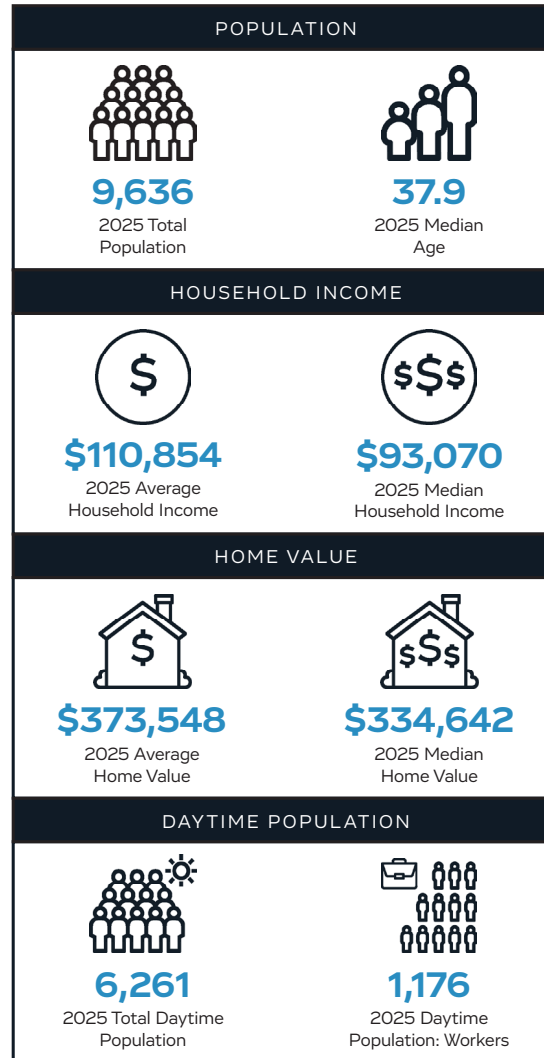 POPULATION
9,636
2025 Total
Population
37.9
2025 Median
Age
HOUSEHOLD INCOME
$
$110,854
2025 Average
Household Income
$$$
$93,070
2025 Median
Household Income
HOME VALUE
$
$373,548
2025 Average
Home Value
$$$
$334,642
2025 Median
Home Value
DAYTIME POPULATION
6,261
2025 Total Daytime
Population
1,176
2025 Daytime
Population: Workers